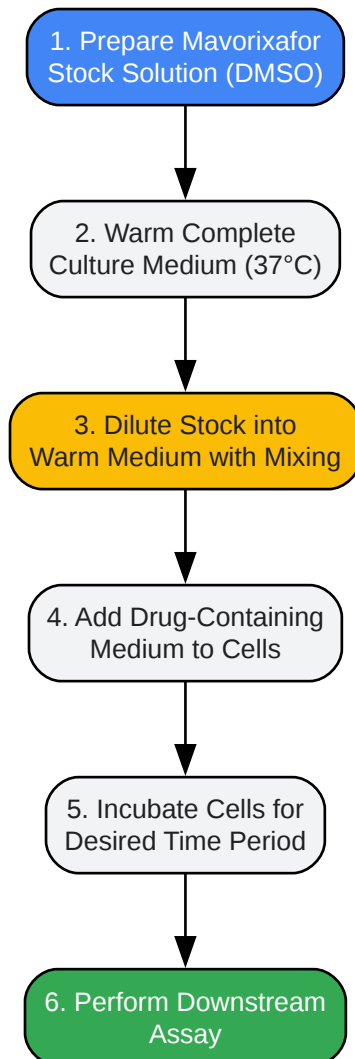 1. Prepare Mavorixafor
Stock Solution (DMSO)
2. Warm Complete
Culture Medium (37°C)
3. Dilute Stock into
Warm Medium with Mixing
4. Add Drug-Containing
Medium to Cells
5. Incubate Cells for
Desired Time Period
6. Perform Downstream
Assay